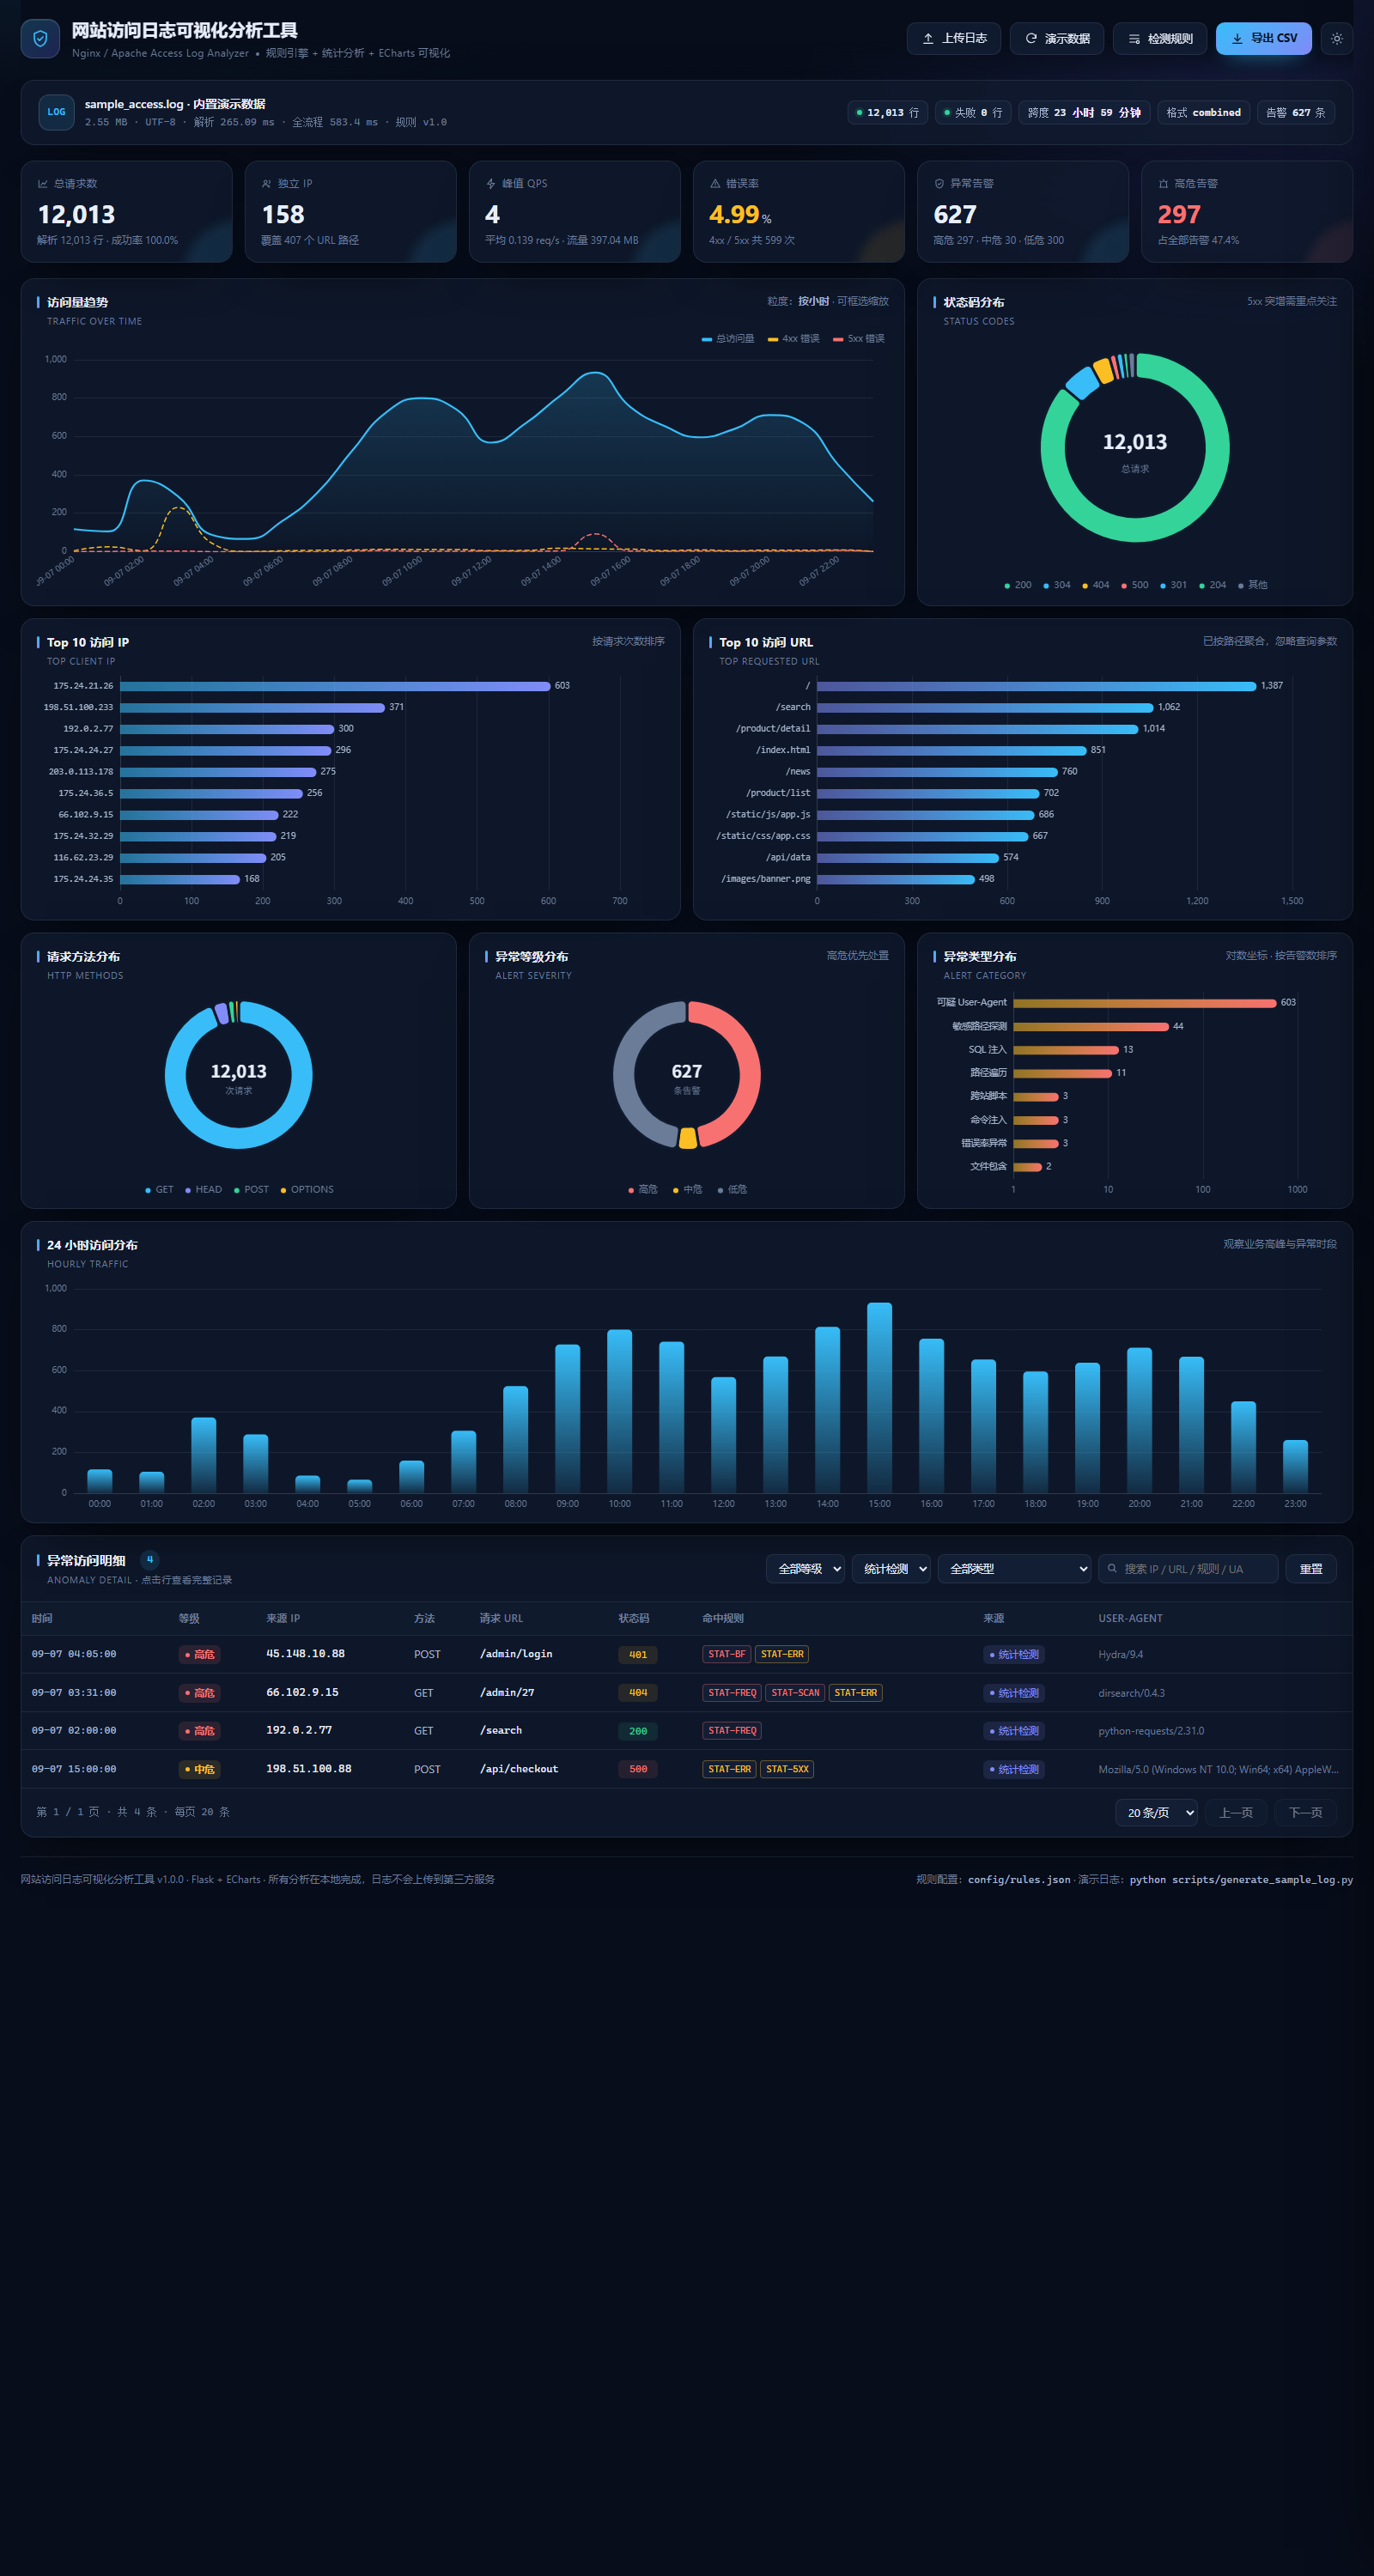 网站访问日志可视化分析工具
Nginx / Apache Access Log Analyzer • 规则引擎 + 统计分析 + ECharts 可视化
上传日志 演示数据 检测规则 导出 CSV
LOG
sample_access.log · 内置演示数据
2.55 MB · UTF-8 · 解析 265.09 ms · 全流程 583.4 ms · 规则 v1.0
12,013 行 失败 0 行 跨度 23 小时 59 分钟 格式 combined 告警 627 条
总请求数
12,013
解析 12,013 行 · 成功率 100.0%
独立 IP
158
覆盖 407 个 URL 路径
峰值 QPS
4
平均 0.139 req/s · 流量 397.04 MB
错误率
4.99%
4xx / 5xx 共 599 次
异常告警
627
高危 297 · 中危 30 · 低危 300
高危告警
297
占全部告警 47.4%
访问量趋势 粒度：按小时 · 可框选缩放
TRAFFIC OVER TIME
总访问量 4xx 错误 5xx 错误
1,000
800
600
400
200
0
09-07 00:00 09-07 02:00 09-07 04:00 09-07 06:00 09-07 08:00 09-07 10:00 09-07 12:00 09-07 14:00 09-07 16:00 09-07 18:00 09-07 20:00 09-07 22:00
状态码分布 5xx 突增需重点关注
STATUS CODES
12,013
总请求
200 304 404 500 301 204 其他
Top 10 访问 IP 按请求次数排序
TOP CLIENT IP
175.24.21.26 603
198.51.100.233 371
192.0.2.77 300
175.24.24.27 296
203.0.113.178 275
175.24.36.5 256
66.102.9.15 222
175.24.32.29 219
116.62.23.29 205
175.24.24.35 168
0 100 200 300 400 500 600 700
Top 10 访问 URL 已按路径聚合，忽略查询参数
TOP REQUESTED URL
/ 1,387
/search 1,062
/product/detail 1,014
/index.html 851
/news 760
/product/list 702
/static/js/app.js 686
/static/css/app.css 667
/api/data 574
/images/banner.png 498
0 300 600 900 1,200 1,500
请求方法分布
HTTP METHODS
12,013
次请求
GET HEAD POST OPTIONS
异常等级分布 高危优先处置
ALERT SEVERITY
627
条告警
高危 中危 低危
异常类型分布 对数坐标 · 按告警数排序
ALERT CATEGORY
可疑 User-Agent 603
敏感路径探测 44
SQL 注入 13
路径遍历 11
跨站脚本 3
命令注入 3
错误率异常 3
文件包含 2
1 10 100 1000
24 小时访问分布 观察业务高峰与异常时段
HOURLY TRAFFIC
1,000
800
600
400
200
0
00:00 01:00 02:00 03:00 04:00 05:00 06:00 07:00 08:00 09:00 10:00 11:00 12:00 13:00 14:00 15:00 16:00 17:00 18:00 19:00 20:00 21:00 22:00 23:00
异常访问明细 4
ANOMALY DETAIL · 点击行查看完整记录
全部等级 统计检测 全部类型 搜索 IP / URL / 规则 / UA 重置
时间 等级 来源 IP 方法 请求 URL 状态码 命中规则 来源 USER-AGENT
09-07 04:05:00 高危 45.148.10.88 POST /admin/login 401 STAT-BF STAT-ERR 统计检测 Hydra/9.4
09-07 03:31:00 高危 66.102.9.15 GET /admin/27 404 STAT-FREQ STAT-SCAN STAT-ERR 统计检测 dirsearch/0.4.3
09-07 02:00:00 高危 192.0.2.77 GET /search 200 STAT-FREQ 统计检测 python-requests/2.31.0
09-07 15:00:00 中危 198.51.100.88 POST /api/checkout 500 STAT-ERR STAT-5XX 统计检测 Mozilla/5.0 (Windows NT 10.0; Win64; x64) AppleW...
第 1 / 1 页 · 共 4 条 · 每页 20 条 20 条/页 上一页 下一页
网站访问日志可视化分析工具 v1.0.0 · Flask + ECharts · 所有分析在本地完成，日志不会上传到第三方服务
规则配置：config/rules.json · 演示日志：python scripts/generate_sample_log.py